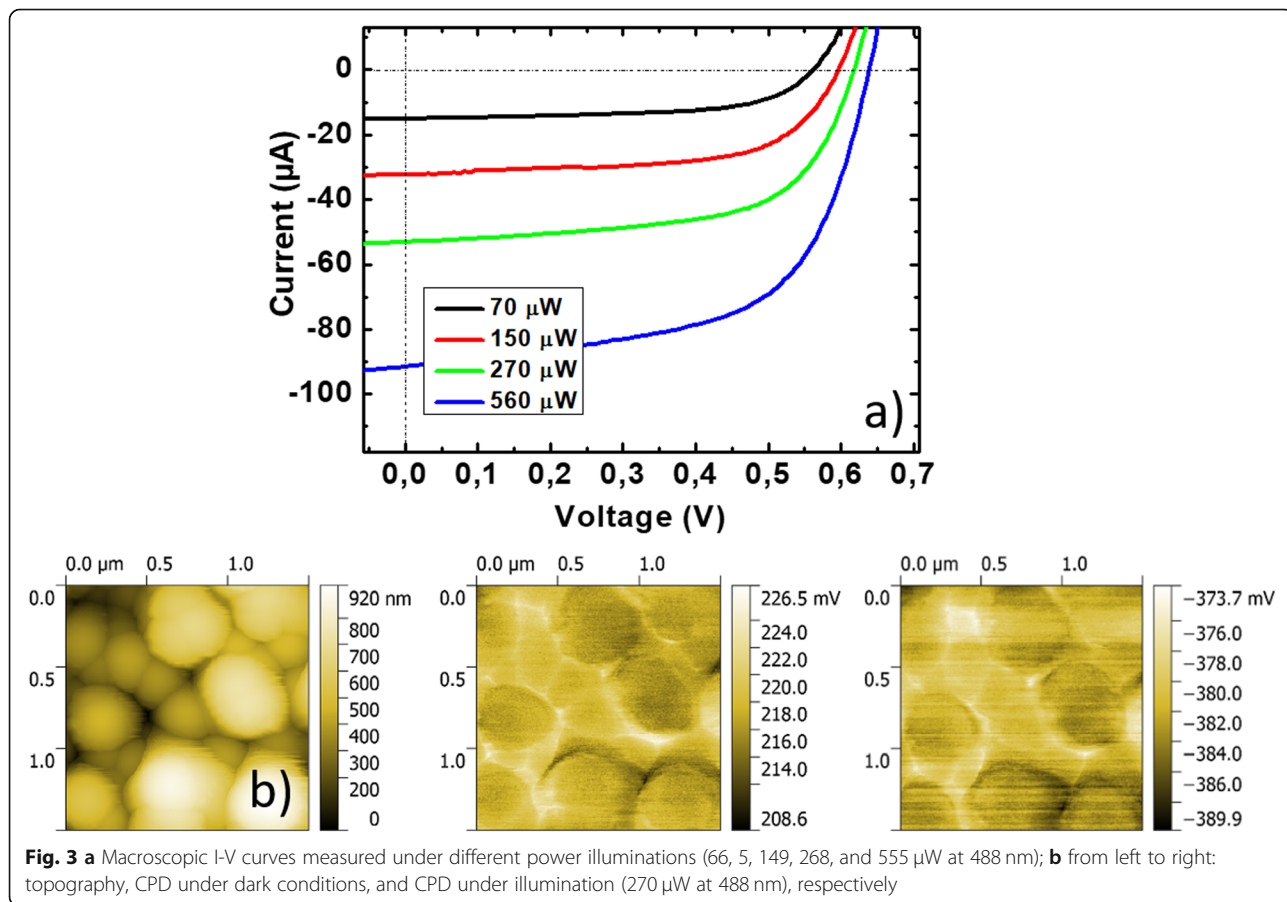 0
-20
-40
-60
-80
-100
Current (µA)
70 µW
150 µW
270 µW
560 µW
a)
0,0 0,1 0,2 0,3 0,4 0,5 0,6 0,7
Voltage (V)
0.0 µm 0.5 1.0
0.0
0.5
1.0
920 nm
800
700
600
500
400
300
200
0
b)
0.0 µm 0.5 1.0
0.0
0.5
1.0
226.5 mV
224.0
222.0
220.0
218.0
216.0
214.0
208.6
0.0 µm 0.5 1.0
0.0
0.5
1.0
−373.7 mV
−376.0
−378.0
−380.0
−382.0
−384.0
−386.0
−389.9
Fig. 3 a Macroscopic I-V curves measured under different power illuminations (66, 5, 149, 268, and 555 µW at 488 nm); b from left to right:
topography, CPD under dark conditions, and CPD under illumination (270 µW at 488 nm), respectively